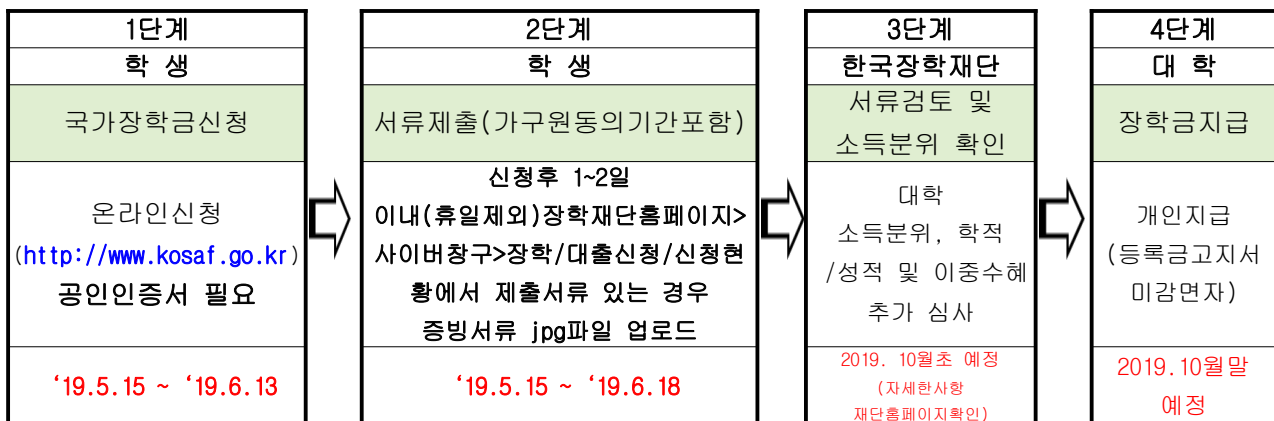 1단계
학 생
국가장학금신청
온라인신청
(http://www.kosaf.go.kr)
공인인증서 필요
‘19.5.15 ~ ‘19.6.13
2단계
학 생
서류제출(가구원동의기간포함)
신청후 1~2일
이내(휴일제외)장학재단홈페이지>
사이버창구>장학/대출신청/신청현
황에서 제출서류 있는 경우
증빙서류 jpg파일 업로드
‘19.5.15 ~ ‘19.6.18
3단계
한국장학재단
서류검토 및
소득분위 확인
대학
소득분위, 학적
/성적 및 이중수혜
추가 심사
2019. 10월초 예정
(자세한사항
재단홈페이지확인)
4단계
대 학
장학금지급
개인지급
(등록금고지서
미감면자)
2019.10월말
예정